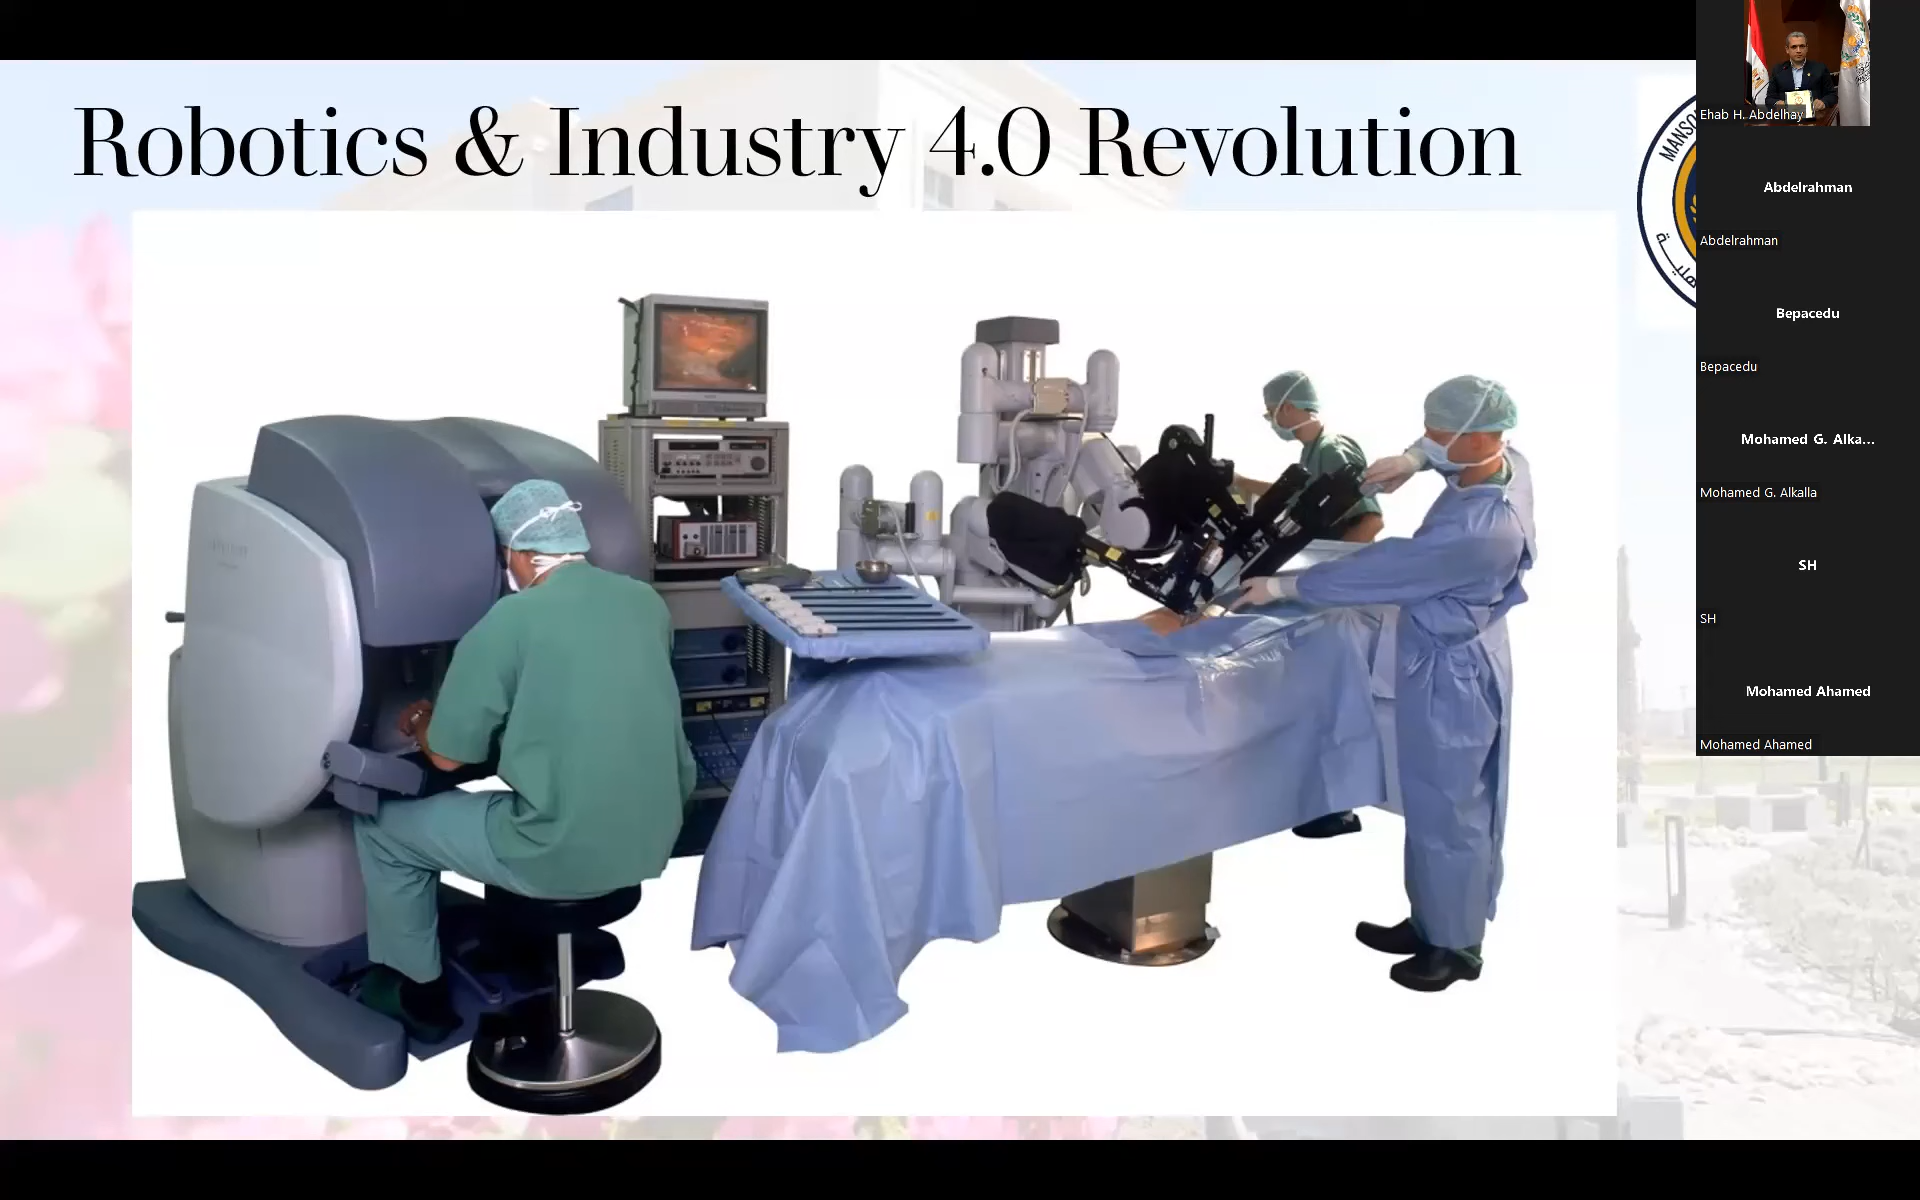 Robotics & Industry 4.0 Revolution
MANSO
Ehab H. Abdelhay
Abdelrahman
Abdelrahman
Bepacedu
Bepacedu
Mohamed G. Alka...
Mohamed G. Alkalla
SH
SH
Mohamed Ahamed
Mohamed Ahamed